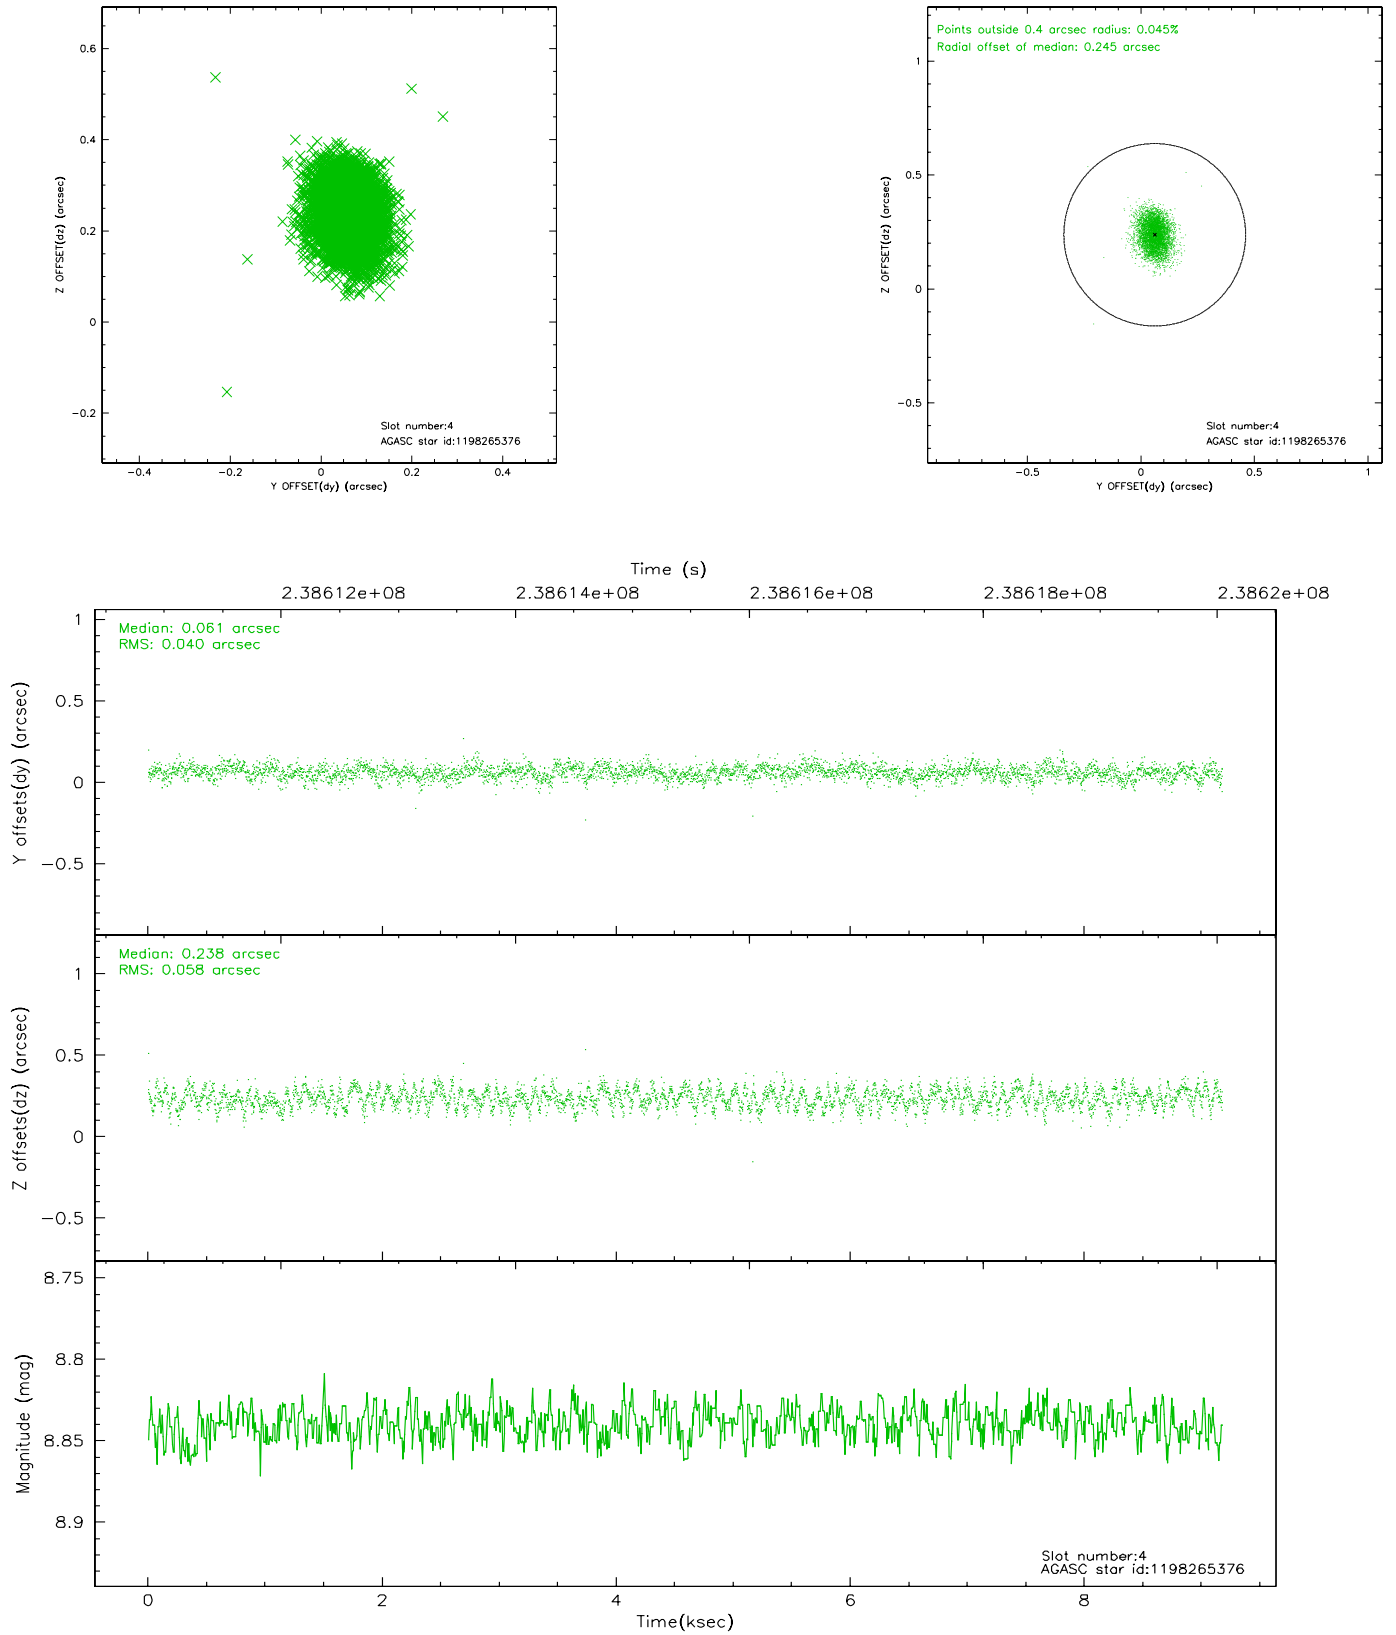 0.6
0.4
0.2
0
−0.2
Z OFFSET(dz) (arcsec)
Slot number:4
AGASC star id:1198265376
−0.4 −0.2 0 0.2 0.4
Y OFFSET(dy) (arcsec)
Points outside 0.4 arcsec radius: 0.045%
Radial offset of median: 0.245 arcsec
1
0.5
0
−0.5
Z OFFSET(dz) (arcsec)
Slot number:4
AGASC star id:1198265376
−0.5 0 0.5 1
Y OFFSET(dy) (arcsec)
Time (s)
2.38612e+08 2.38614e+08 2.38616e+08 2.38618e+08 2.3862e+08
Median: 0.061 arcsec
RMS: 0.040 arcsec
1
0.5
0
−0.5
Y offsets(dy) (arcsec)
Median: 0.238 arcsec
RMS: 0.058 arcsec
1
0.5
0
−0.5
Z offsets(dz) (arcsec)
8.75
8.8
8.85
8.9
Magnitude (mag)
Slot number:4
AGASC star id:1198265376
0 2 4 6 8
Time(ksec)